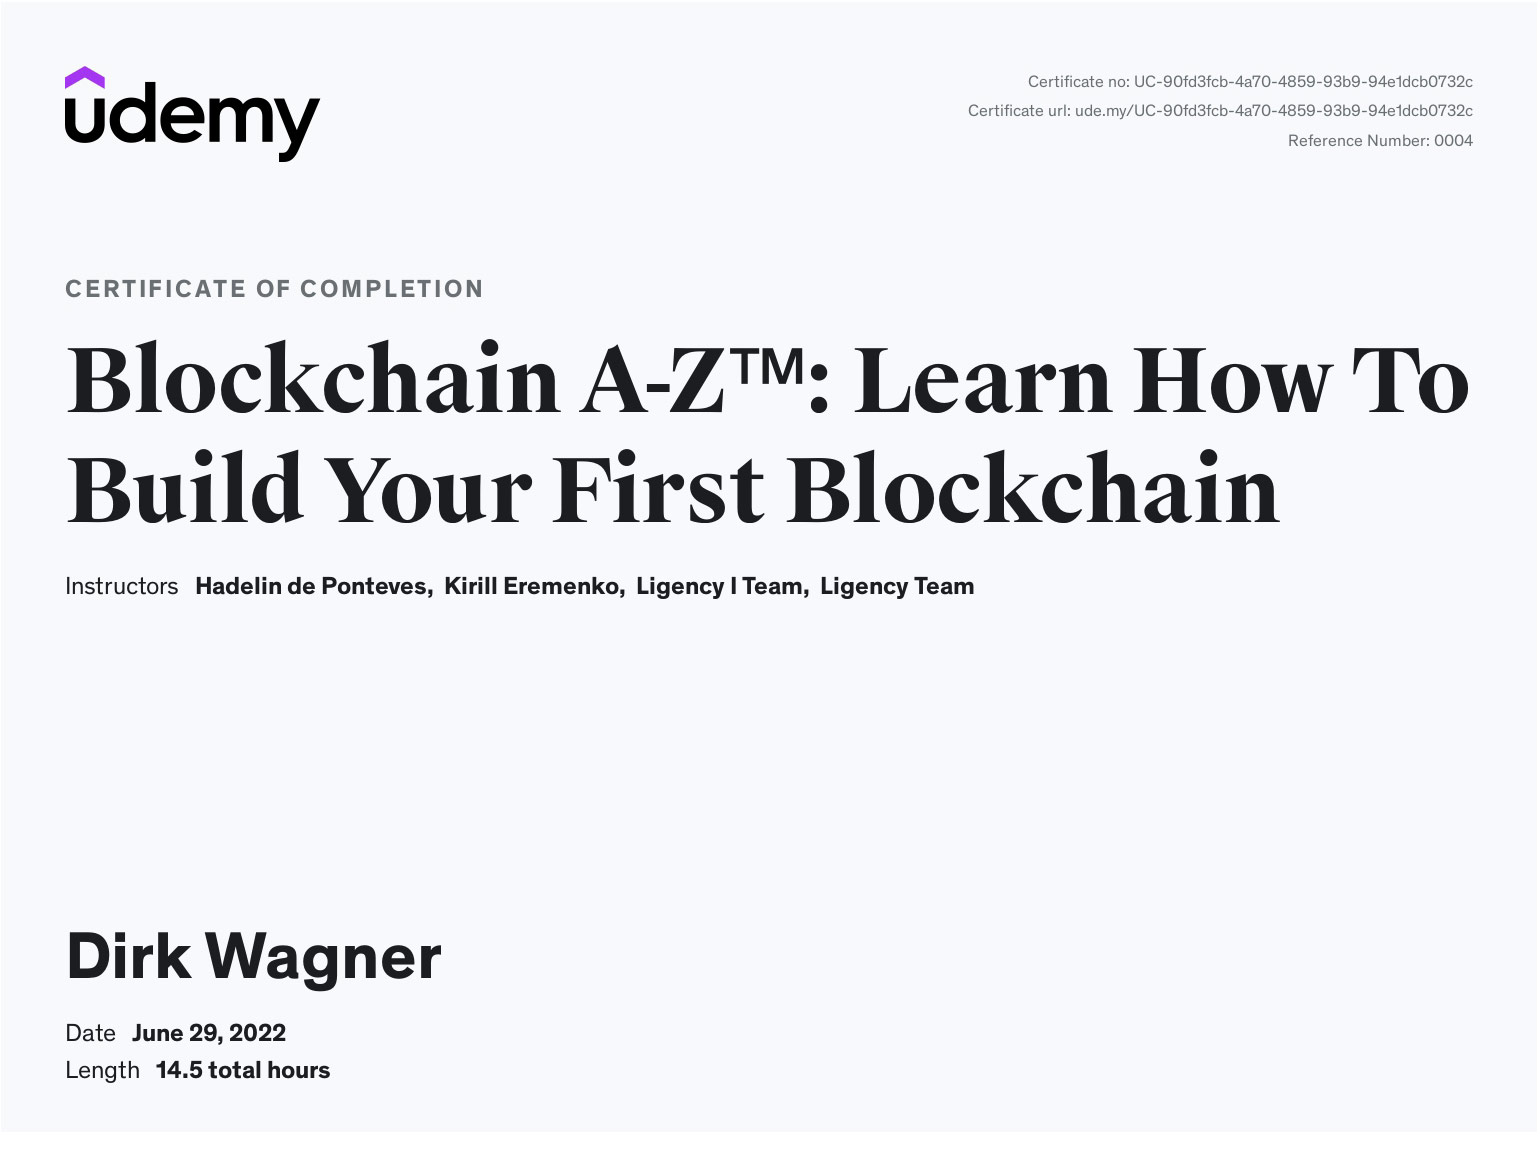 udemy
Certificate no: UC-90fd3fcb-4a70-4859-93b9-94e1dcb0732c
Certificate url: ude.my/UC-90fd3fcb-4a70-4859-93b9-94e1dcb0732c
Reference Number: 0004
CERTIFICATE OF COMPLETION
Blockchain A-Z™: Learn How To
Build Your First Blockchain
Instructors Hadelin de Ponteves, Kirill Eremenko, Ligency I Team, Ligency Team
Dirk Wagner
Date June 29, 2022
Length 14.5 total hours